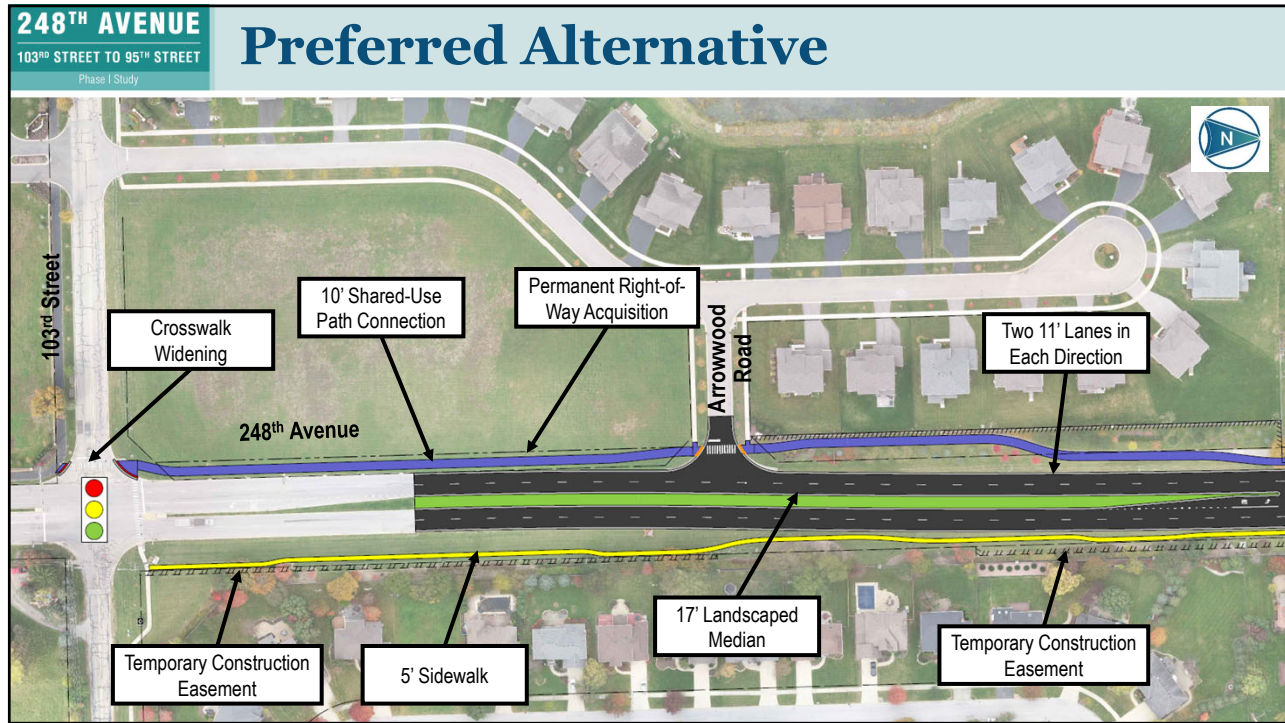 248TH AVENUE
103RD STREET TO 95TH STREET
Phase I Study
Preferred Alternative
N
103rd Street
Crosswalk
Widening
10' Shared-Use
Path Connection
Permanent Right-of-
Way Acquisition
Arrowwood
Road
Two 11' Lanes in
Each Direction
248th Avenue
Temporary Construction
Easement
5' Sidewalk
17' Landscaped
Median
Temporary Construction
Easement